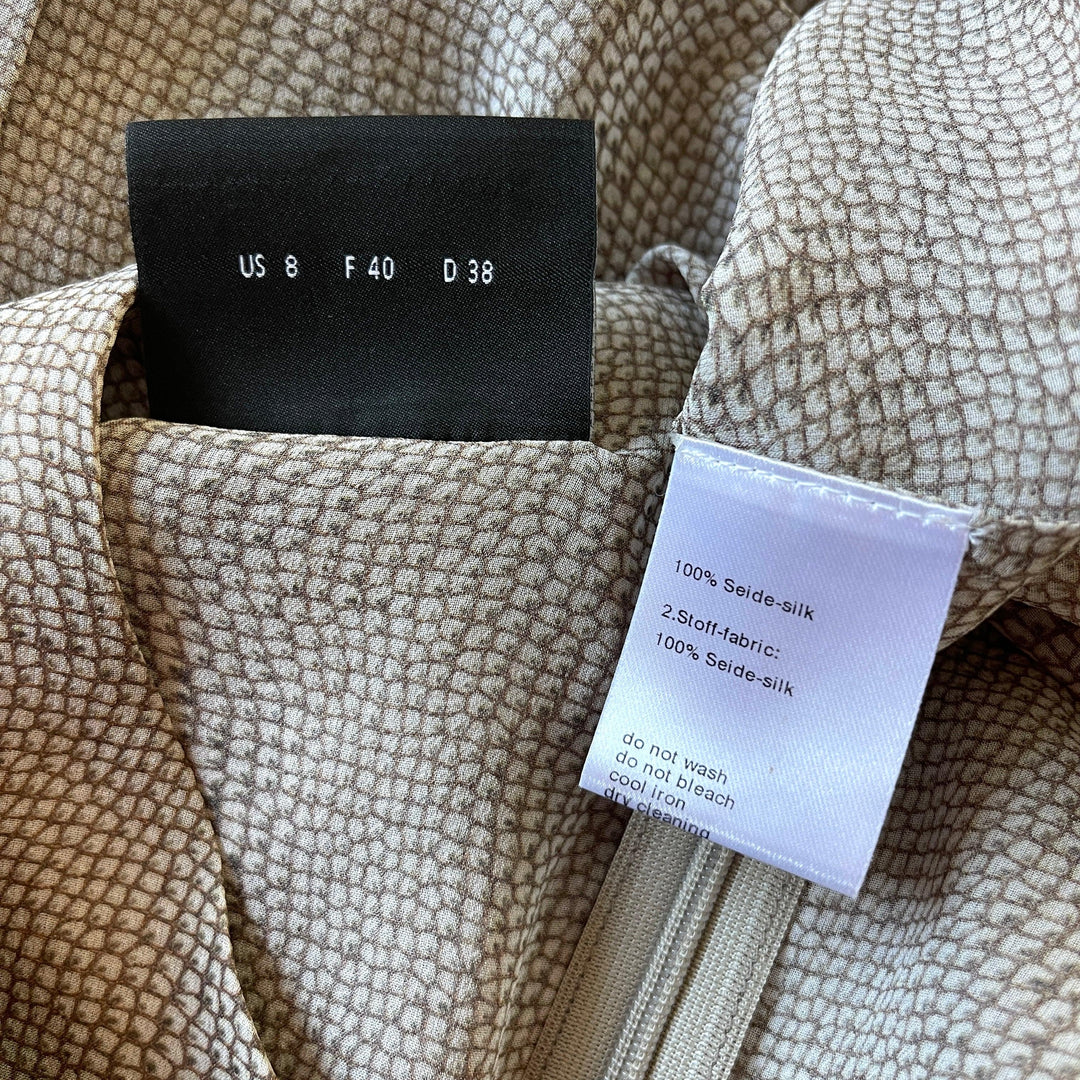 US 8 F 40 D 38
100% Seide-silk
2.Stoff-fabric:
100% Seide-silk
do not wash
do not bleach
cool iron
dry cleaning